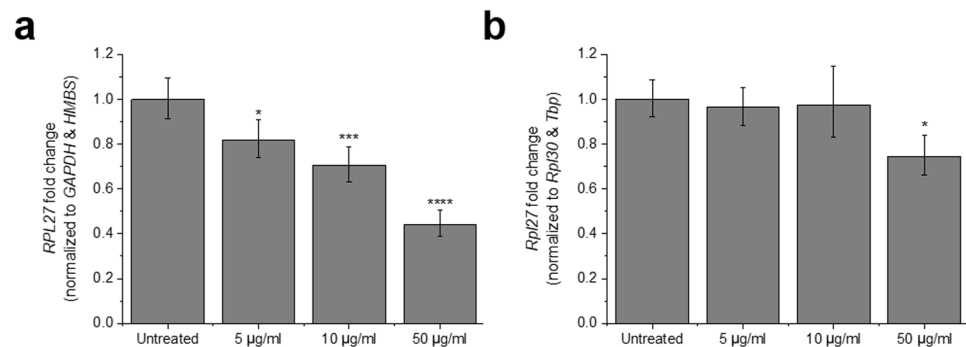 a
RPL27 fold change
(normalized to GAPDH & HMBS)
1.2
1.0
0.8
0.6
0.4
0.2
0.0
*
***
****
Untreated
5 µg/ml
10 µg/ml
50 µg/ml
b
Rpl27 fold change
(normalized to Rpl30 & Tbp)
1.2
1.0
0.8
0.6
0.4
0.2
0.0
*
Untreated
5 µg/ml
10 µg/ml
50 µg/ml